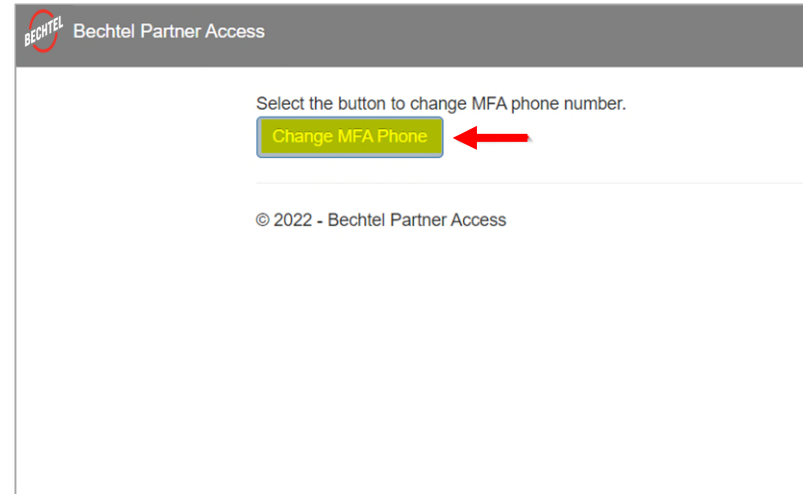 BECHTEL Bechtel Partner Access
Select the button to change MFA phone number.
Change MFA Phone
© 2022 - Bechtel Partner Access